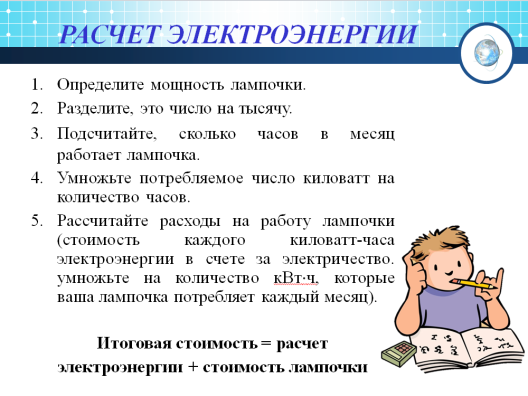 РАСЧЕТ ЭЛЕКТРОЭНЕРГИИ
1. Определите мощность лампочки.
2. Разделите, это число на тысячу.
3. Подсчитайте, сколько часов в месяц
работает лампочка.
4. Умножьте потребляемое число киловатт на
количество часов.
5. Рассчитайте расходы на работу лампочки
(стоимость каждого киловатт-часа
электроэнергии в счете за электричество.
умножьте на количество кВт·ч, которые
ваша лампочка потребляет каждый месяц).
Итоговая стоимость = расчет
электроэнергии + стоимость лампочки